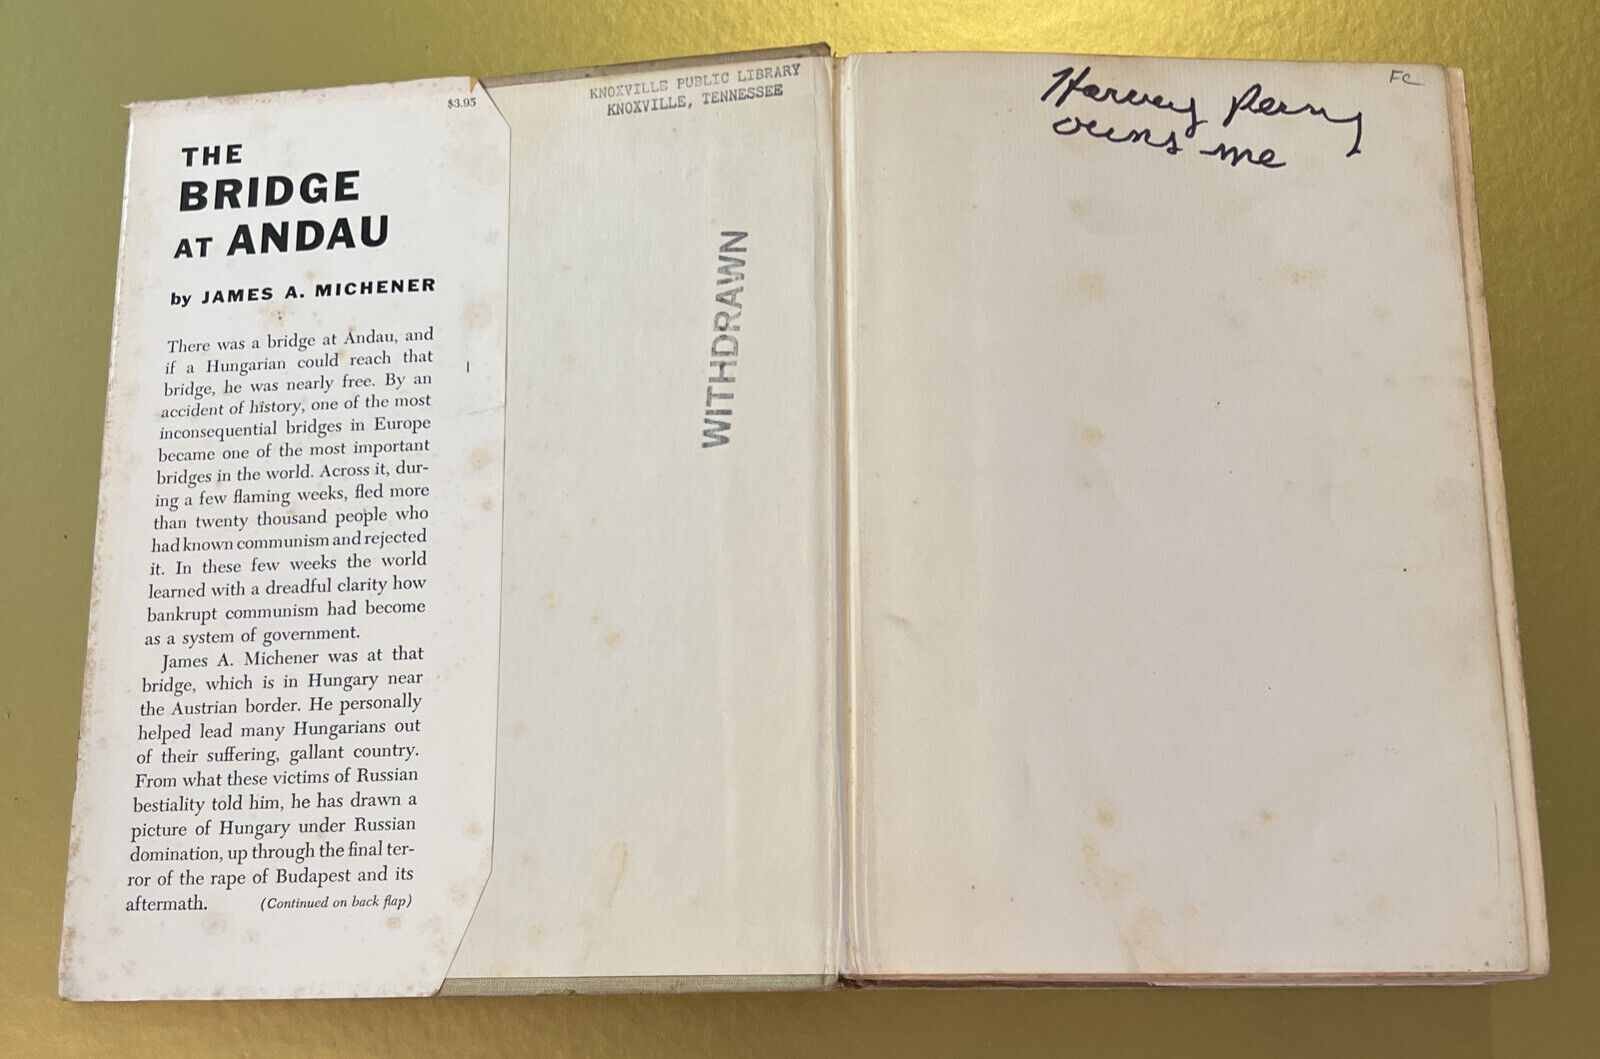 $3.95
THE
BRIDGE
AT ANDAU
by JAMES A. MICHENER
There was a bridge at Andau, and
if a Hungarian could reach that
bridge, he was nearly free. By an
accident of history, one of the most
inconsequential bridges in Europe
became one of the most important
bridges in the world. Across it, dur-
ing a few flaming weeks, fled more
than twenty thousand people who
had known communism and rejected
it. In these few weeks the world
learned with a dreadful clarity how
bankrupt communism had become
as a system of government.
James A. Michener was at that
bridge, which is in Hungary near
the Austrian border. He personally
helped lead many Hungarians out
of their suffering, gallant country.
From what these victims of Russian
bestiality told him, he has drawn a
picture of Hungary under Russian
domination, up through the final ter-
ror of the rape of Budapest and its
aftermath. (Continued on back flap)
KNOXVILLE PUBLIC LIBRARY
KNOXVILLE, TENNESSEE
WITHDRAWN
Harvey Perry
owns me
FC